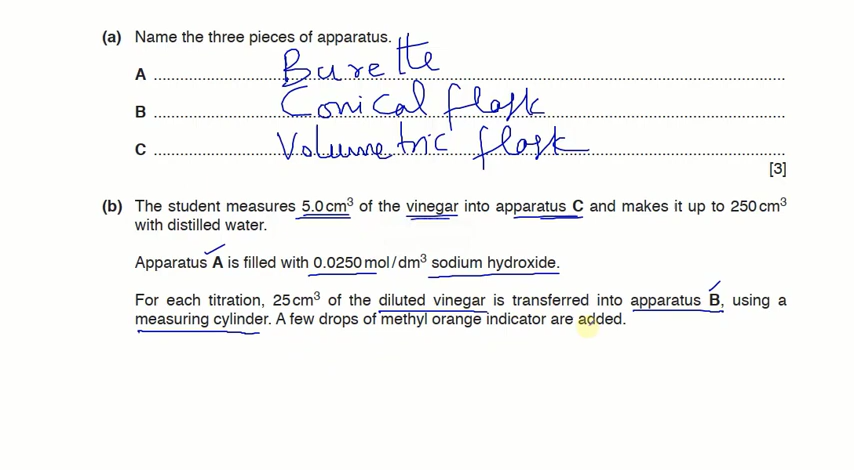 (a) Name the three pieces of apparatus.
A ........ Burette ........
B ........ Conical flask ........
C ........ Volumetric flask ........
[3]
(b) The student measures 5.0 cm³ of the vinegar into apparatus C and makes it up to 250 cm³
with distilled water.
Apparatus A is filled with 0.0250 mol/dm³ sodium hydroxide.
For each titration, 25 cm³ of the diluted vinegar is transferred into apparatus B, using a
measuring cylinder. A few drops of methyl orange indicator are added.